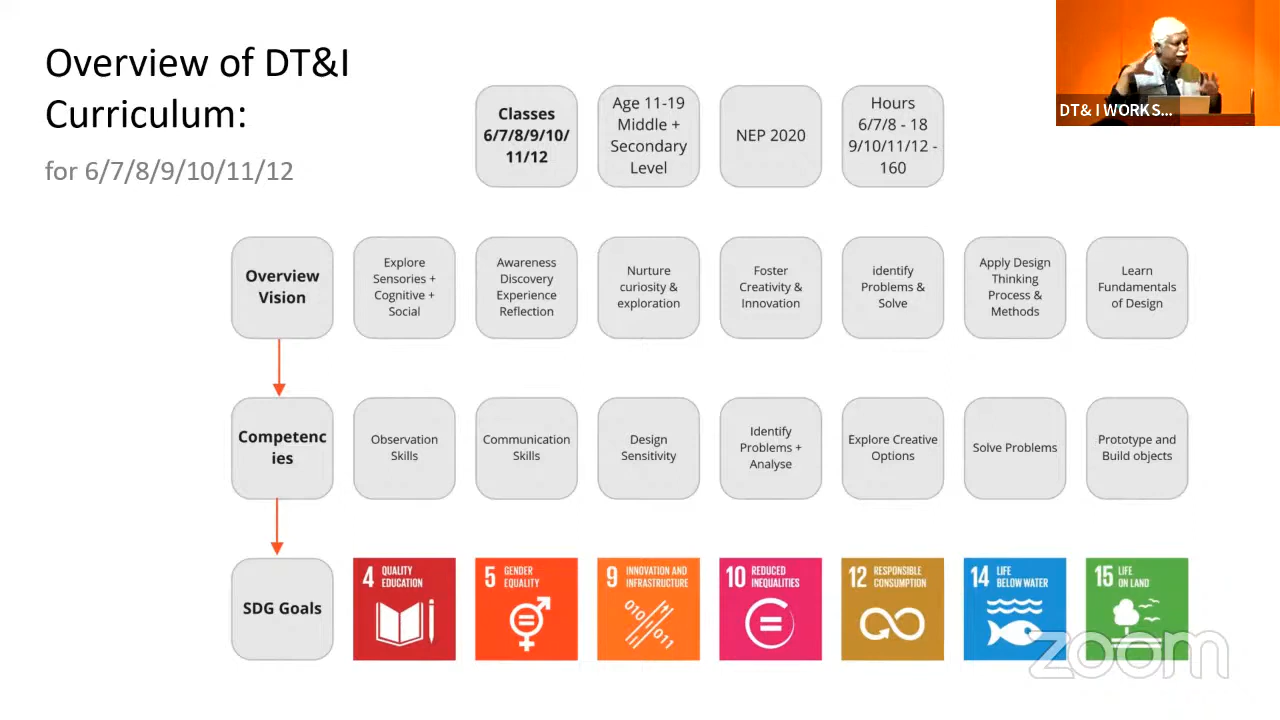 Overview of DT&I
Curriculum:
for 6/7/8/9/10/11/12
Classes
6/7/8/9/10/
11/12
Age 11-19
Middle +
Secondary
Level
NEP 2020
Hours
6/7/8 - 18
9/10/11/12 -
160
DT& I WORKS...
Overview
Vision
Explore
Sensories +
Cognitive +
Social
Awareness
Discovery
Experience
Reflection
Nurture
curiosity &
exploration
Foster
Creativity &
Innovation
identify
Problems &
Solve
Apply Design
Thinking
Process &
Methods
Learn
Fundamentals
of Design
Competenc
ies
Observation
Skills
Communication
Skills
Design
Sensitivity
Identify
Problems +
Analyse
Explore Creative
Options
Solve Problems
Prototype and
Build objects
SDG Goals
4 QUALITY
EDUCATION
5 GENDER
EQUALITY
9 INNOVATION AND
INFRASTRUCTURE
010
011
10 REDUCED
INEQUALITIES
12 RESPONSIBLE
CONSUMPTION
14 LIFE
BELOW WATER
15 LIFE
ON LAND
zoom